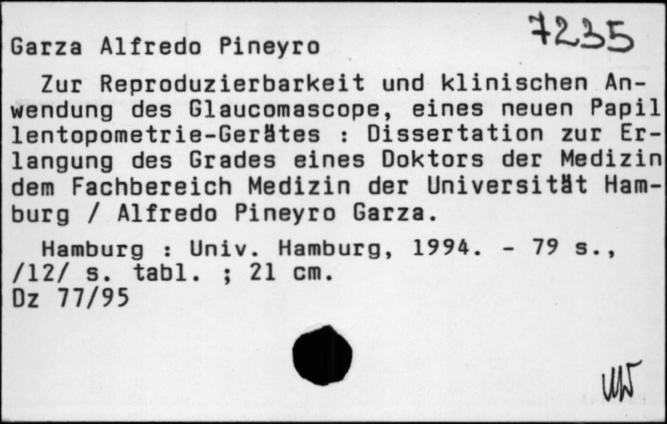 7235
Garza Alfredo Pineyro
Zur Reproduzierbarkeit und klinischen An-
wendung des Glaucomascope, eines neuen Papil
lentopometrie-Gerätes : Dissertation zur Er-
langung des Grades eines Doktors der Medizin
dem Fachbereich Medizin der Universität Ham-
burg / Alfredo Pineyro Garza.
Hamburg : Univ. Hamburg, 1994. - 79 s.,
/12/ s. tabl. ; 21 cm.
Dz 77/95